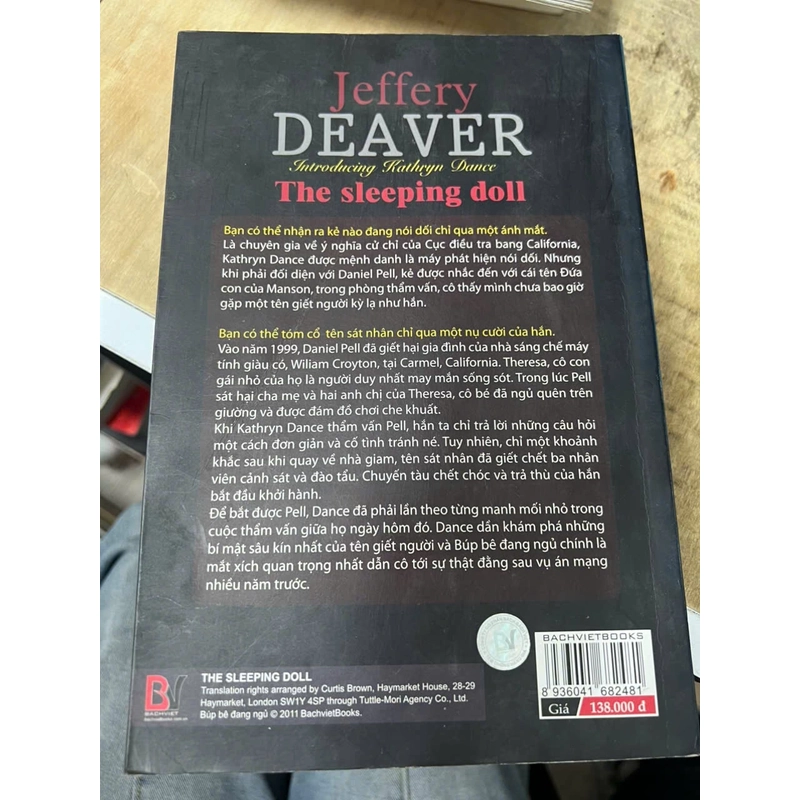 Jeffery
DEAVER
Introducing Kathryn Dance
The sleeping doll
Bạn có thể nhận ra kẻ nào đang nói dối chỉ qua một ánh mắt.
Là chuyên gia về ý nghĩa cử chỉ của Cục điều tra bang California,
Kathryn Dance được mệnh danh là máy phát hiện nói dối. Nhưng
khi phải đối diện với Daniel Pell, kẻ được nhắc đến với cái tên Đứa
con của Manson, trong phòng thẩm vấn, cô thấy mình chưa bao giờ
gặp một tên giết người kỳ lạ như hắn.
Bạn có thể tóm cổ tên sát nhân chỉ qua một nụ cười của hắn.
Vào năm 1999, Daniel Pell đã giết hại gia đình của nhà sáng chế máy
tính giàu có, Wiliam Croyton, tại Carmel, California. Theresa, cô con
gái nhỏ của họ là người duy nhất may mắn sống sót. Trong lúc Pell
sát hại cha mẹ và hai anh chị của Theresa, cô bé đã ngủ quên trên
giường và được đám đồ chơi che khuất.
Khi Kathryn Dance thẩm vấn Pell, hắn ta chỉ trả lời những câu hỏi
một cách đơn giản và cố tình tránh né. Tuy nhiên, chỉ một khoảnh
khắc sau khi quay về nhà giam, tên sát nhân đã giết chết ba nhân
viên cảnh sát và đào tẩu. Chuyến tàu chết chóc và trả thù của hắn
bắt đầu khởi hành.
Để bắt được Pell, Dance đã phải lần theo từng manh mối nhỏ trong
cuộc thẩm vấn giữa họ ngày hôm đó. Dance dần khám phá những
bí mật sâu kín nhất của tên giết người và Búp bê đang ngủ chính là
mắt xích quan trọng nhất dẫn cô tới sự thật đằng sau vụ án mạng
nhiều năm trước.
BV
BACHVIET
bachvietbooks.com.vn
THE SLEEPING DOLL
Translation rights arranged by Curtis Brown, Haymarket House, 28-29
Haymarket, London SW1Y 4SP through Tuttle-Mori Agency Co., Ltd.
Búp bê đang ngủ © 2011 BachvietBooks.
BV
BACHVIETBOOKS
8 936041 682481
Giá 138.000 đ